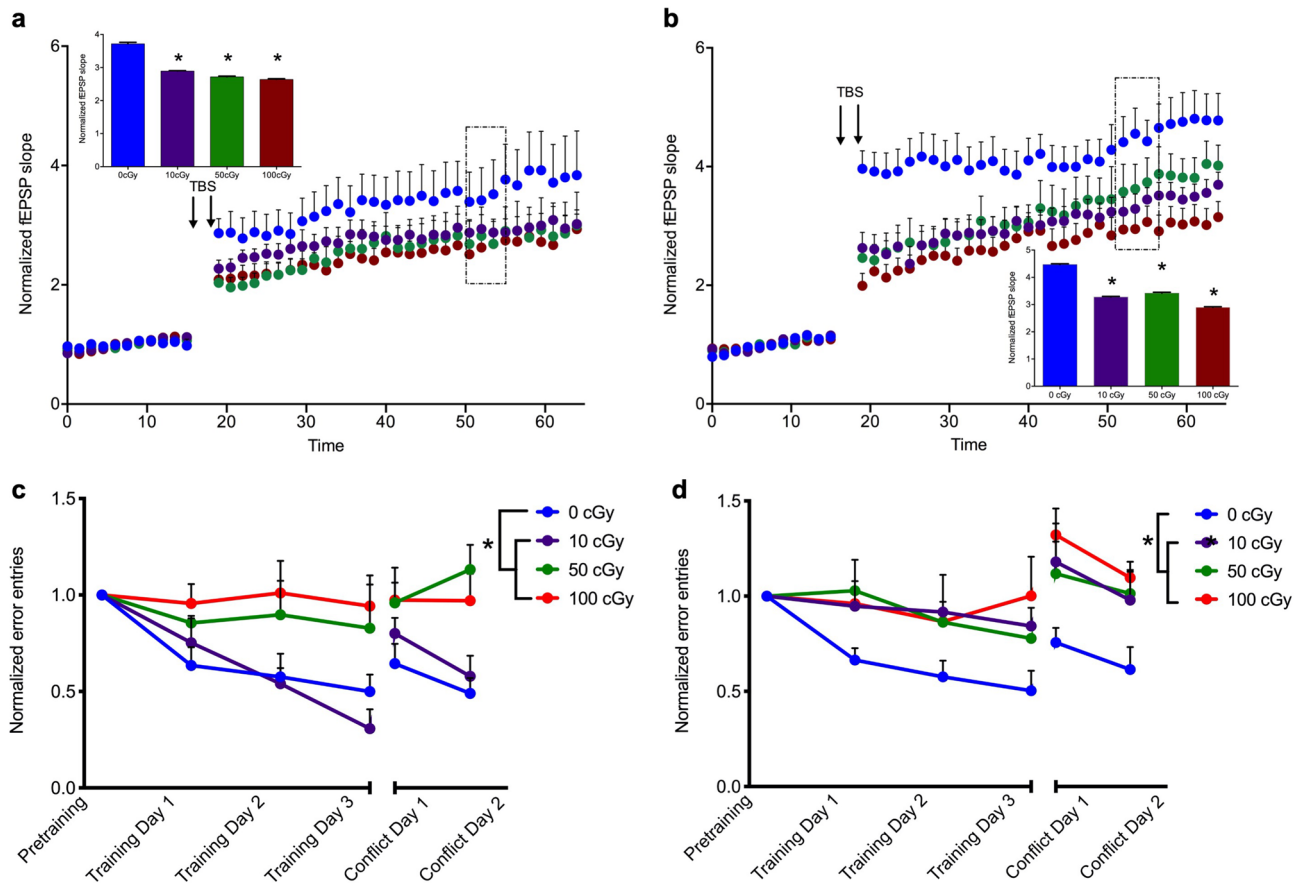 a
6
4
2
0
Normalized fEPSP slope
0
10
20
30
40
50
60
Time
TBS
4
3
2
1
0
Normalized fEPSP slope
* * *
0cGy
10cGy
50cGy
100cGy
b
6
4
2
0
Normalized fEPSP slope
0
10
20
30
40
50
60
Time
TBS
5
4
3
2
1
0
Normalized fEPSP slope
* * *
0 cGy
10 cGy
50 cGy
100 cGy
c
1.5
1.0
0.5
0.0
Normalized error entries
*
0 cGy
10 cGy
50 cGy
100 cGy
Pretraining
Training Day 1
Training Day 2
Training Day 3
Conflict Day 1
Conflict Day 2
d
1.5
1.0
0.5
0.0
Normalized error entries
* *
0 cGy
10 cGy
50 cGy
100 cGy
Pretraining
Training Day 1
Training Day 2
Training Day 3
Conflict Day 1
Conflict Day 2